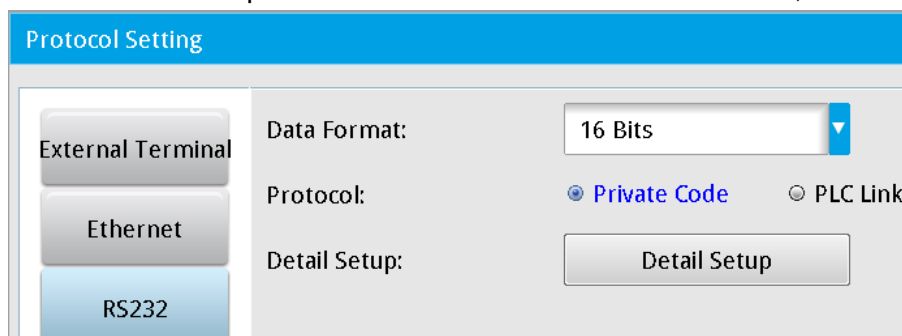 Protocol Setting
External Terminal
Ethernet
RS232
Data Format:
16 Bits
Protocol:
Private Code
PLC Link
Detail Setup:
Detail Setup